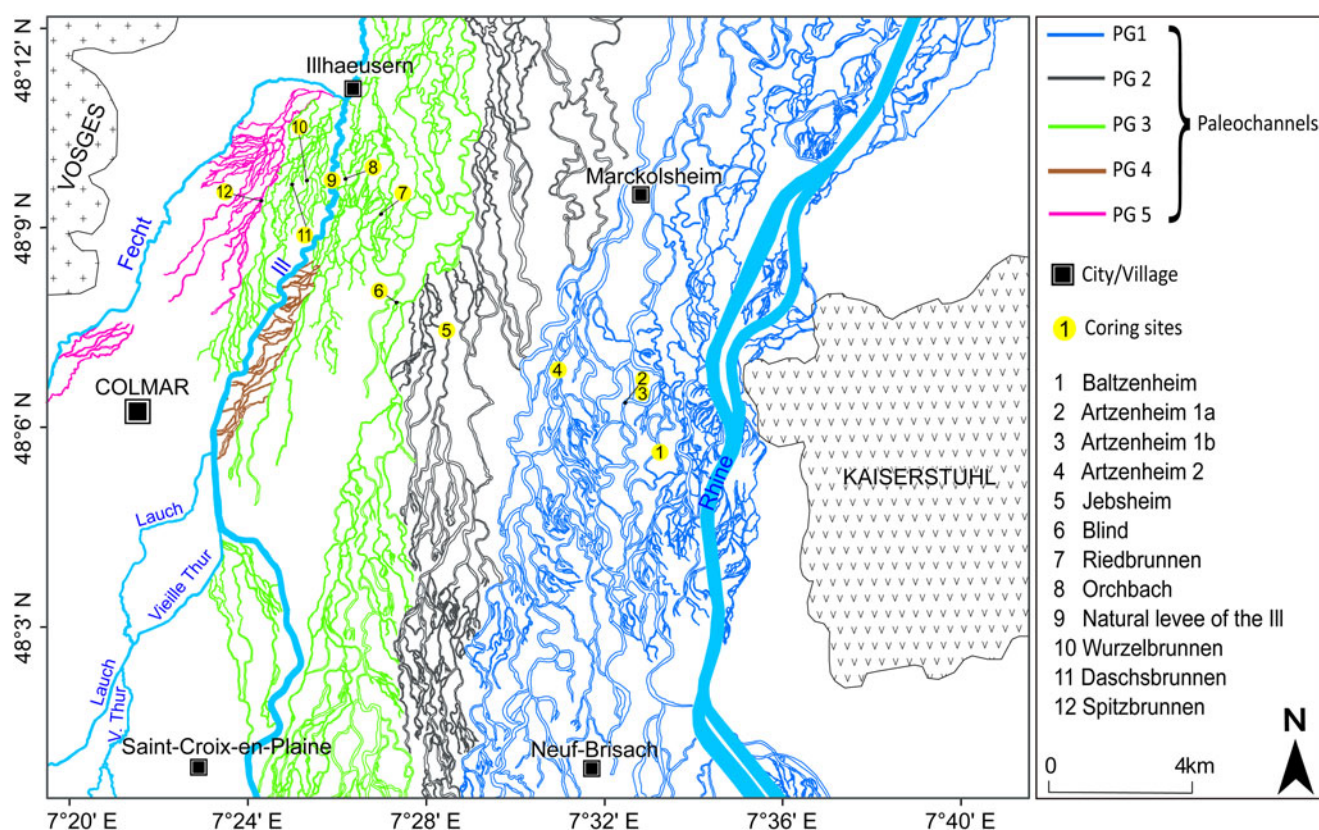 48°12' N
48°9' N
48°6' N
48°3' N
7°20' E
7°24' E
7°28' E
7°32' E
7°36' E
7°40' E
Illhaeusern
VOSGES
10
12
11
9
8
7
Marckolsheim
Fecht
Ill
6
5
4
2
3
1
COLMAR
Rhine
KAISERSTUHL
Lauch
Vieille Thur
Lauch
V. Thur
Saint-Croix-en-Plaine
Neuf-Brisach
PG1
PG 2
PG 3
PG 4
PG 5
Paleochannels
City/Village
1 Coring sites
1 Baltzenheim
2 Artzenheim 1a
3 Artzenheim 1b
4 Artzenheim 2
5 Jebsheim
6 Blind
7 Riedbrunnen
8 Orchbach
9 Natural levee of the Ill
10 Wurzelbrunnen
11 Daschsbrunnen
12 Spitzbrunnen
N
0 4km
V V V V V V V V V V V V V V V V V V